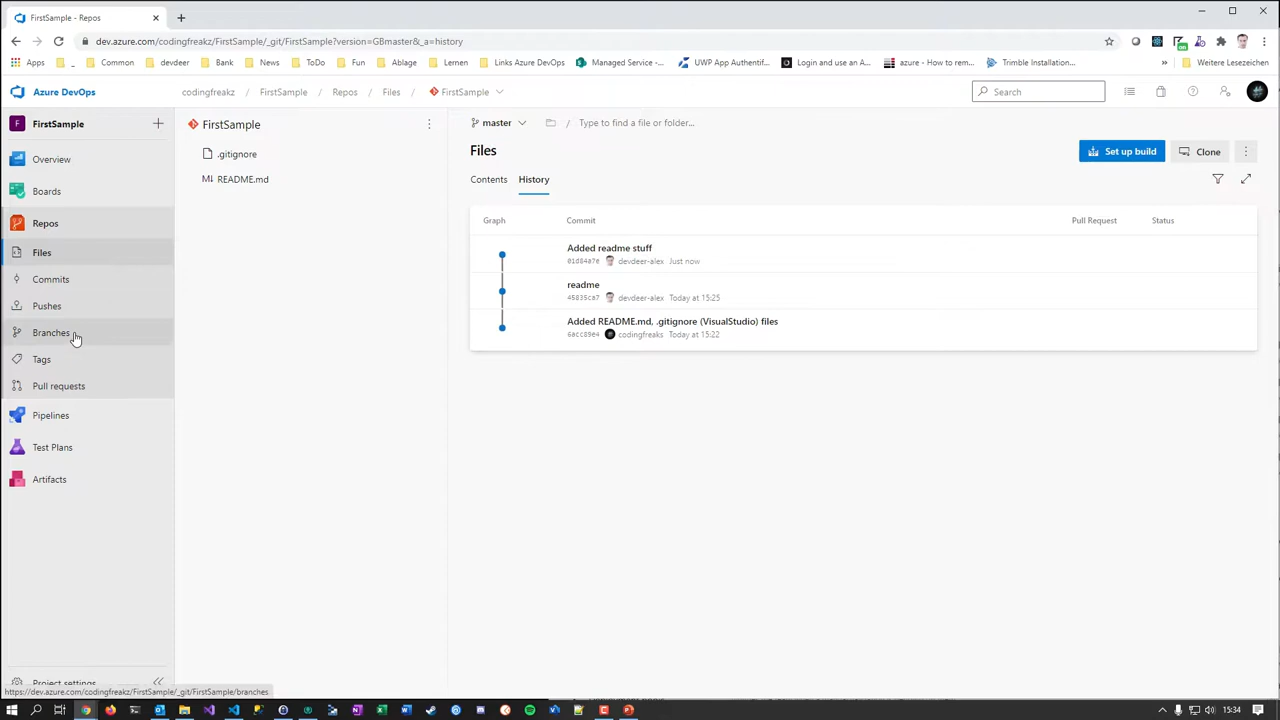 FirstSample - Repos
dev.azure.com/codingfreakz/FirstSample/_git/FirstSample?version=GBmaster&_a=history
Apps
_
Common
devdeer
Bank
News
ToDo
Fun
Ablage
Lernen
Links Azure DevOps
Managed Service -...
UWP App Authentif...
Login and use an A...
azure - How to rem...
Trimble Installation...
»
Weitere Lesezeichen
Azure DevOps
codingfreakz / FirstSample / Repos / Files / FirstSample
Search
F FirstSample
Overview
Boards
Repos
Files
Commits
Pushes
Branches
Tags
Pull requests
Pipelines
Test Plans
Artifacts
Project settings
https://dev.azure.com/codingfreakz/FirstSample/_git/FirstSample/branches
FirstSample
.gitignore
README.md
master / Type to find a file or folder...
Files
Set up build
Clone
Contents
History
Graph
Commit
Pull Request
Status
Added readme stuff
01d84a7e devdeer-alex Just now
readme
45835ca7 devdeer-alex Today at 15:25
Added README.md, .gitignore (VisualStudio) files
6acc89e4 codingfreaks Today at 15:22
15:34